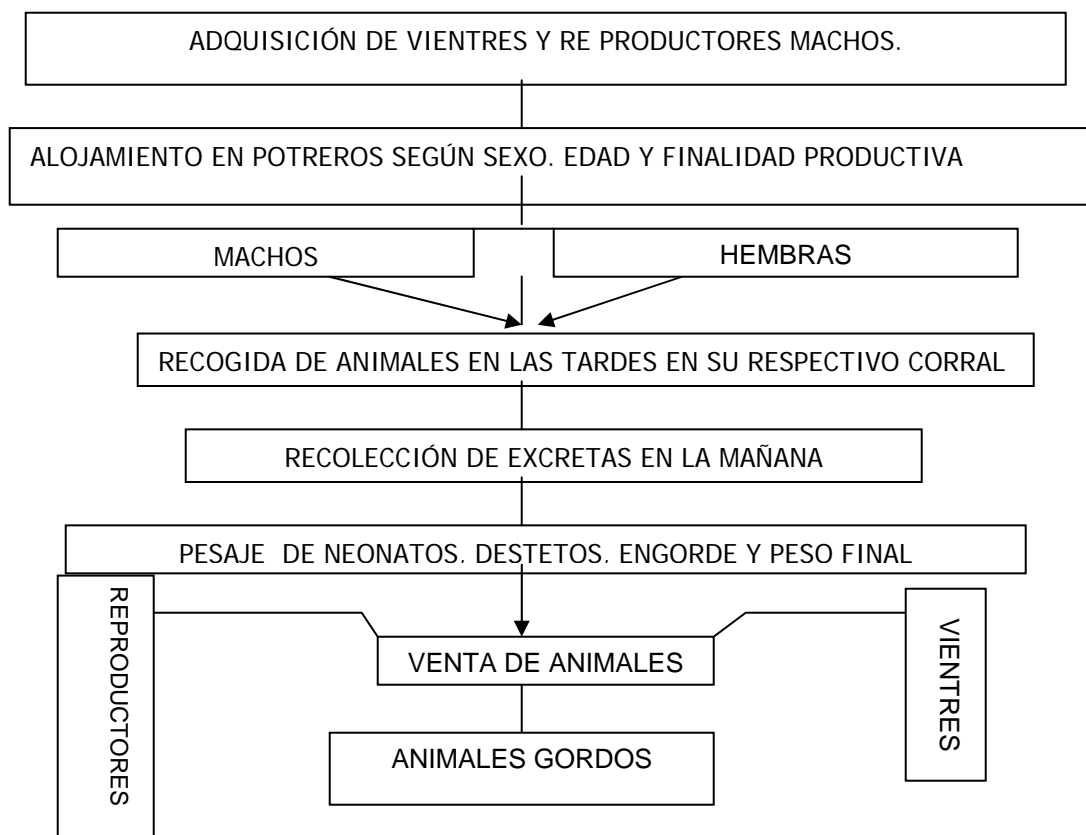 ADQUISICIÓN DE VIENTRES Y RE PRODUCTORES MACHOS.
ALOJAMIENTO EN POTREROS SEGÚN SEXO. EDAD Y FINALIDAD PRODUCTIVA
MACHOS
HEMBRAS
RECOGIDA DE ANIMALES EN LAS TARDES EN SU RESPECTIVO CORRAL
RECOLECCIÓN DE EXCRETAS EN LA MAÑANA
PESAJE DE NEONATOS. DESTETOS. ENGORDE Y PESO FINAL
REPRODUCTORES
VENTA DE ANIMALES
VIENTRES
ANIMALES GORDOS